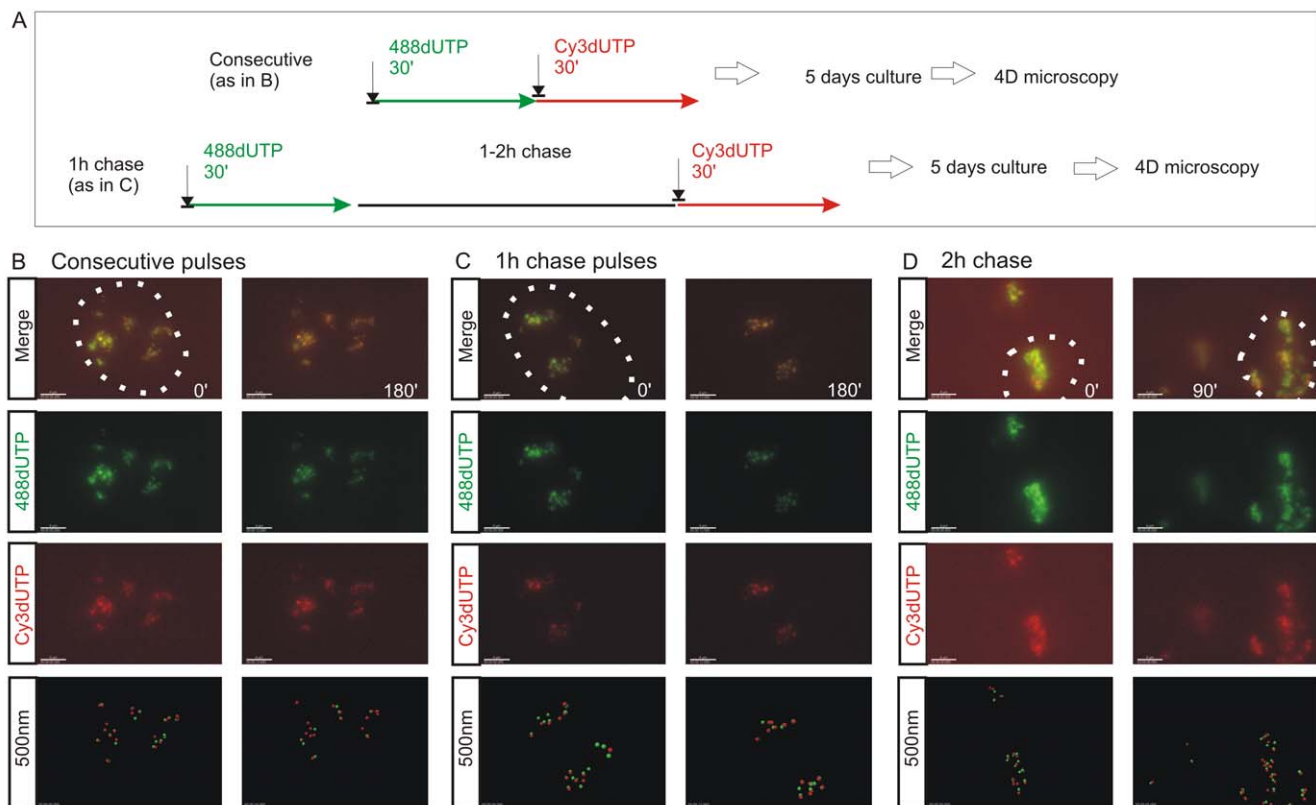 A
Consecutive
(as in B)
488dUTP
30'
Cy3dUTP
30'
5 days culture
4D microscopy
1h chase
(as in C)
488dUTP
30'
1-2h chase
Cy3dUTP
30'
5 days culture
4D microscopy
B Consecutive pulses
C 1h chase pulses
D 2h chase
Merge
0'
180'
Merge
0'
180'
Merge
0'
90'
488dUTP
488dUTP
488dUTP
Cy3dUTP
Cy3dUTP
Cy3dUTP
500nm
500nm
500nm